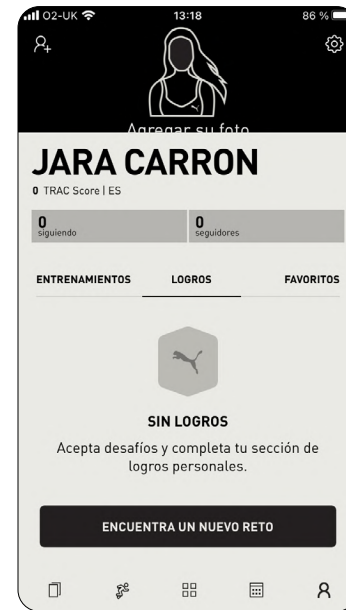 O2-UK 13:18 86 %
Agregar su foto
JARA CARRON
0 TRAC Score | ES
0 0
siguiendo seguidores
ENTRENAMIENTOS LOGROS FAVORITOS
SIN LOGROS
Acepta desafíos y completa tu sección de
logros personales.
ENCUENTRA UN NUEVO RETO